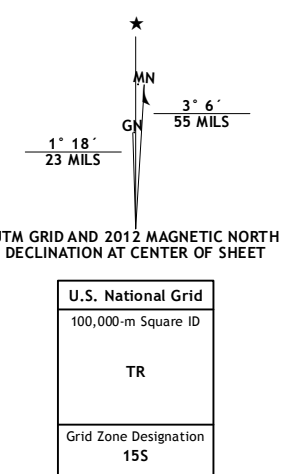 ★
MN
3° 6´
55 MILS
GN
1° 18´
23 MILS
UTM GRID AND 2012 MAGNETIC NORTH
DECLINATION AT CENTER OF SHEET
U.S. National Grid
100,000-m Square ID
TR
Grid Zone Designation
15S